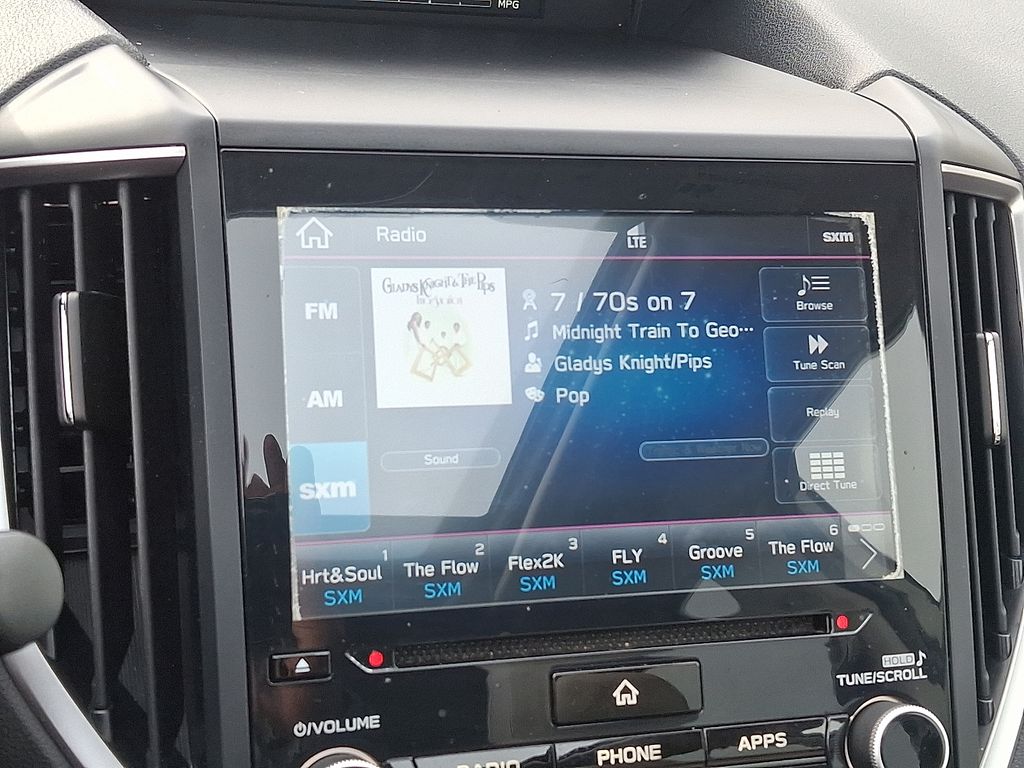 MPG
Radio
LTE
sxm
FM
AM
sxm
GLADYS KNIGHT & THE PIPS
7 / 70s on 7
Midnight Train To Geo…
Gladys Knight/Pips
Pop
Sound
Browse
Tune Scan
Replay
Direct Tune
1
Hrt&Soul
SXM
2
The Flow
SXM
3
Flex2K
SXM
4
FLY
SXM
5
Groove
SXM
6
The Flow
SXM
HOLD
TUNE/SCROLL
/VOLUME
RADIO
PHONE
APPS